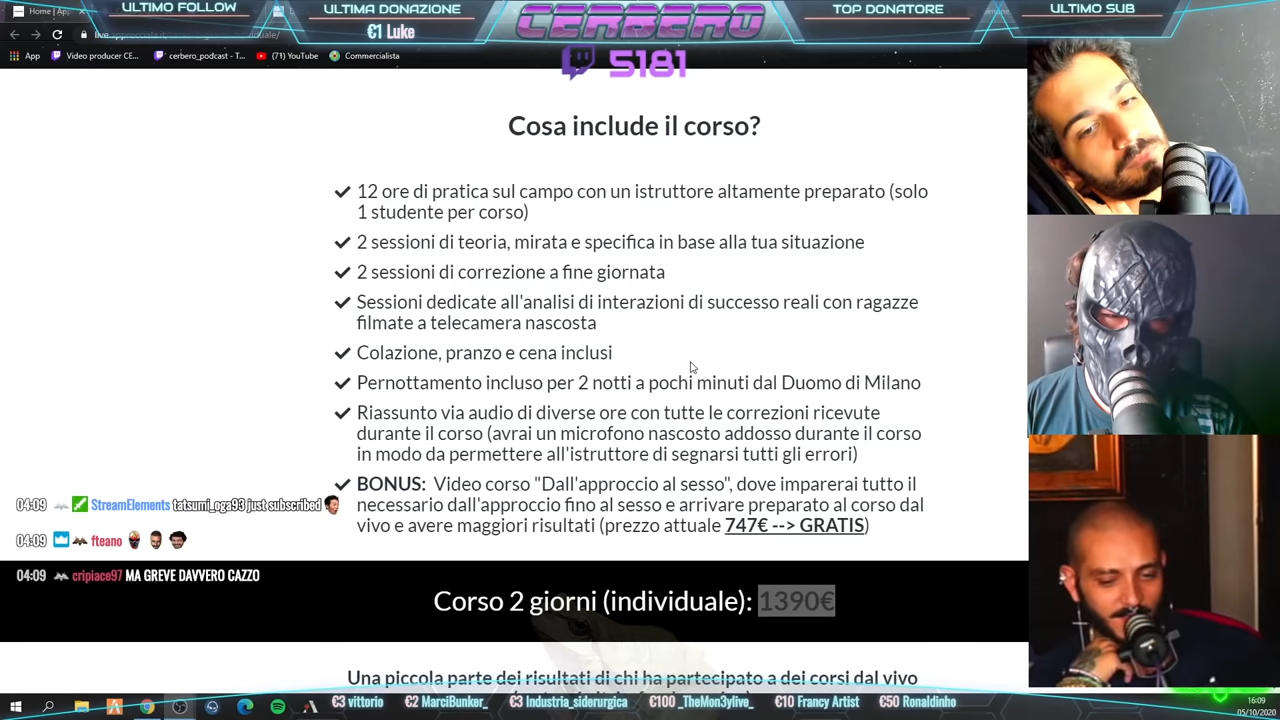 ULTIMO FOLLOW
ULTIMA DONAZIONE
€1 Luke
CERBERO
5181
TOP DONATORE
ULTIMO SUB
Home | App
App
Video producer CE...
cerbero_podcast - T...
(71) YouTube
Commercialista
Cosa include il corso?
12 ore di pratica sul campo con un istruttore altamente preparato (solo
1 studente per corso)
2 sessioni di teoria, mirata e specifica in base alla tua situazione
2 sessioni di correzione a fine giornata
Sessioni dedicate all'analisi di interazioni di successo reali con ragazze
filmate a telecamera nascosta
Colazione, pranzo e cena inclusi
Pernottamento incluso per 2 notti a pochi minuti dal Duomo di Milano
Riassunto via audio di diverse ore con tutte le correzioni ricevute
durante il corso (avrai un microfono nascosto addosso durante il corso
in modo da permettere all'istruttore di segnarsi tutti gli errori)
BONUS: Video corso "Dall'approccio al sesso", dove imparerai tutto il
necessario dall'approccio fino al sesso e arrivare preparato al corso dal
vivo e avere maggiori risultati (prezzo attuale 747€ --> GRATIS)
04:09 StreamElements tatsumi_oga93 just subscribed
04:09 fteano
04:09 cripiace97 MA GREVE DAVVERO CAZZO
Corso 2 giorni (individuale): 1390€
Una piccola parte dei risultati di chi ha partecipato a dei corsi dal vivo
€3 vittorio
€2 MarciBunker_
€3 Industria_siderurgica
€100 _TheMon3ylive_
€10 Francy Artist
€50 Ronaldinho
16:09
05/10/2020